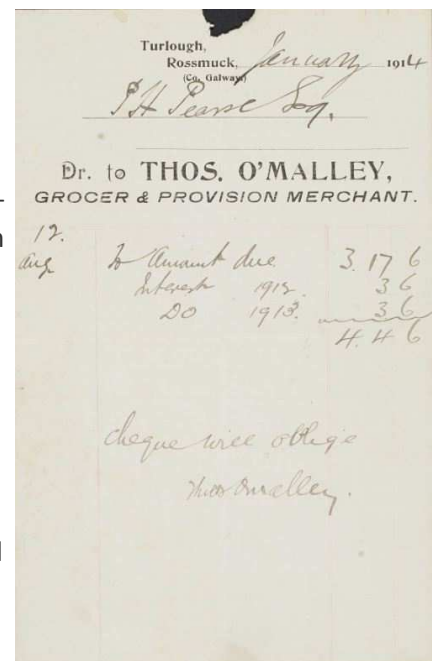 Turlough,
Rossmuck, January 1914
(Co. Galway)
P H Pearse Esq.
Dr. to THOS. O'MALLEY,
GROCER & PROVISION MERCHANT.
12.
Aug To Amount due 3 17 6
Interest 1912. 3 6
Do 1913. 3 6
4. 4 6
cheque will oblige
Thos OMalley.